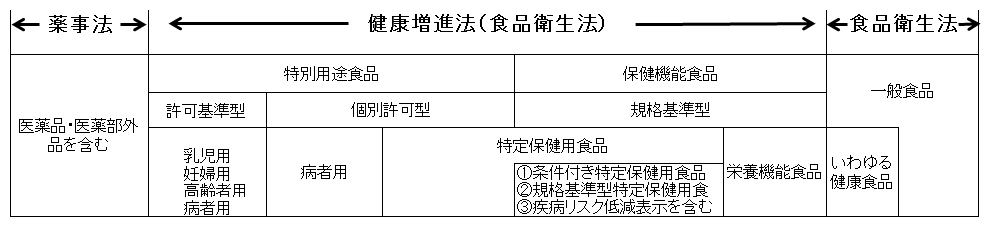 薬事法
健康増進法(食品衛生法)
食品衛生法
特別用途食品
保健機能食品
一般食品
医薬品・医薬部外
品を含む
許可基準型
個別許可型
規格基準型
乳児用
妊婦用
高齢者用
病者用
病者用
特定保健用食品
①条件付き特定保健用食品
②規格基準型特定保健用食
③疾病リスク低減表示を含む
栄養機能食品
いわゆる
健康食品